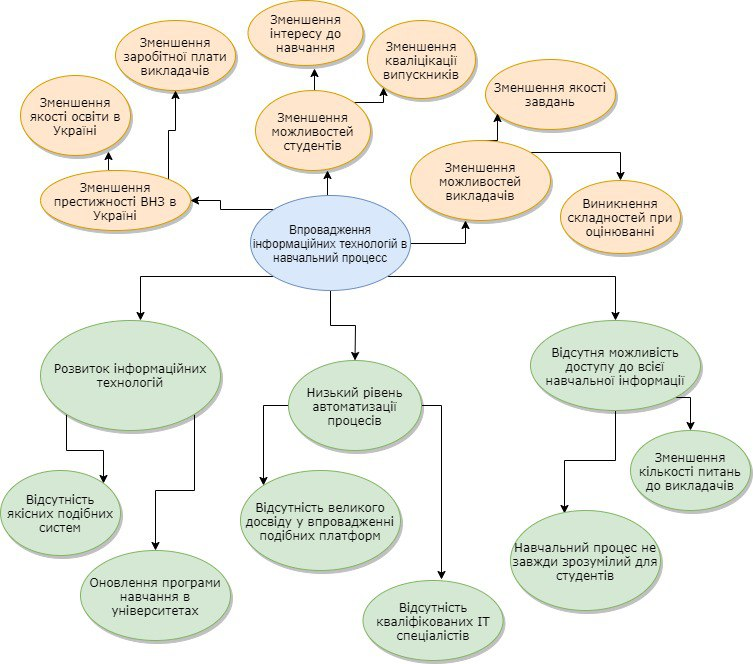 Зменшення
інтересу до
навчання
Зменшення
заробітної плати
викладачів
Зменшення
кваліцікації
випускників
Зменшення
якості освіти в
Україні
Зменшення якості
завдань
Зменшення
можливостей
студентів
Зменшення
престижності ВНЗ в
Україні
Зменшення
можливостей
викладачів
Виникнення
складностей при
оцінюванні
Впровадження
інформаційних технологій в
навчальний процесс
Розвиток інформаційних
технологій
Низький рівень
автоматизації
процесів
Відсутня можливість
доступу до всієї
навчальної інформації
Відсутність
якісних подібних
систем
Відсутність великого
досвіду у впровадженні
подібних платформ
Зменшення
кількості питань
до викладачів
Оновлення програми
навчання в
університетах
Навчальний процес не
завжди зрозумілий для
студентів
Відсутність
кваліфікованих IT
спеціалістів